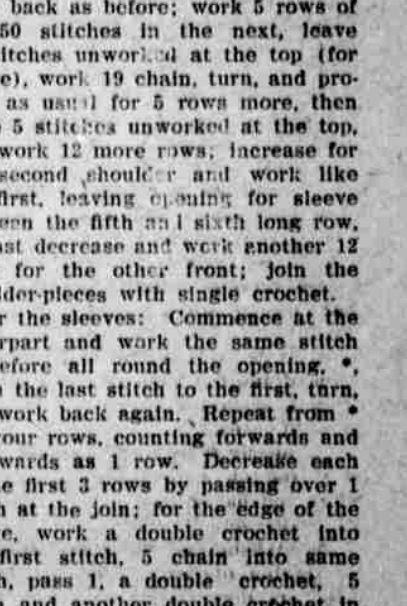 back as before; work 5 rows of
50 stitches in the next, leave
itches unworked at the top (for
e), work 19 chain, turn, and pro-
as usual for 5 rows more, then
5 stitches unworked at the top,
work 12 more rows; increase for
second shoulder and work like
first, leaving opening for sleeve
een the fifth and sixth long row,
ast decrease and work another 12
for the other front; join the
lder-pieces with single crochet.
r the sleeves: Commence at the
rpart and work the same stitch
efore all round the opening, *,
the last stitch to the first, turn,
work back again. Repeat from *
our rows, counting forwards and
wards as 1 row. Decrease each
e first 3 rows by passing over 1
h at the join; for the edge of the
e, work a double crochet into
first stitch, 5 chain into same
h, pass 1, a double crochet, 5
and another double crochet in